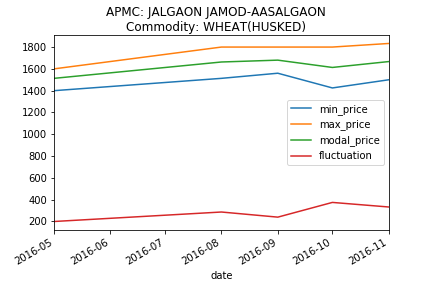 APMC: JALGAON JAMOD-AASALGAON
Commodity: WHEAT(HUSKED)
1800
1600
1400
1200
1000
800
600
400
200
min_price
max_price
modal_price
fluctuation
2016-05
2016-06
2016-07
2016-08
2016-09
2016-10
2016-11
date